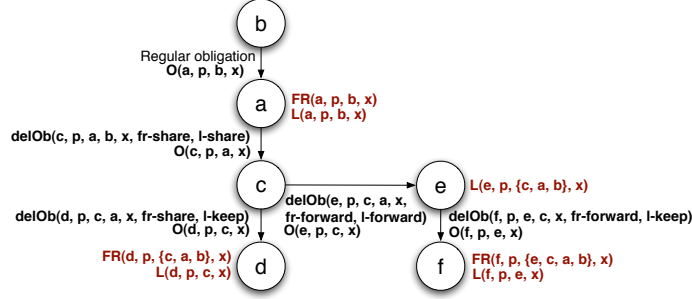 b
Regular obligation
O(a, p, b, x)
a
FR(a, p, b, x)
L(a, p, b, x)
delOb(c, p, a, b, x, fr-share, l-share)
O(c, p, a, x)
c
e
L(e, p, {c, a, b}, x)
delOb(e, p, c, a, x,
fr-forward, l-forward)
O(e, p, c, x)
delOb(d, p, c, a, x, fr-share, l-keep)
O(d, p, c, x)
delOb(f, p, e, c, x, fr-forward, l-keep)
O(f, p, e, x)
FR(d, p, {c, a, b}, x)
L(d, p, c, x)
d
f
FR(f, p, {e, c, a, b}, x)
L(f, p, e, x)